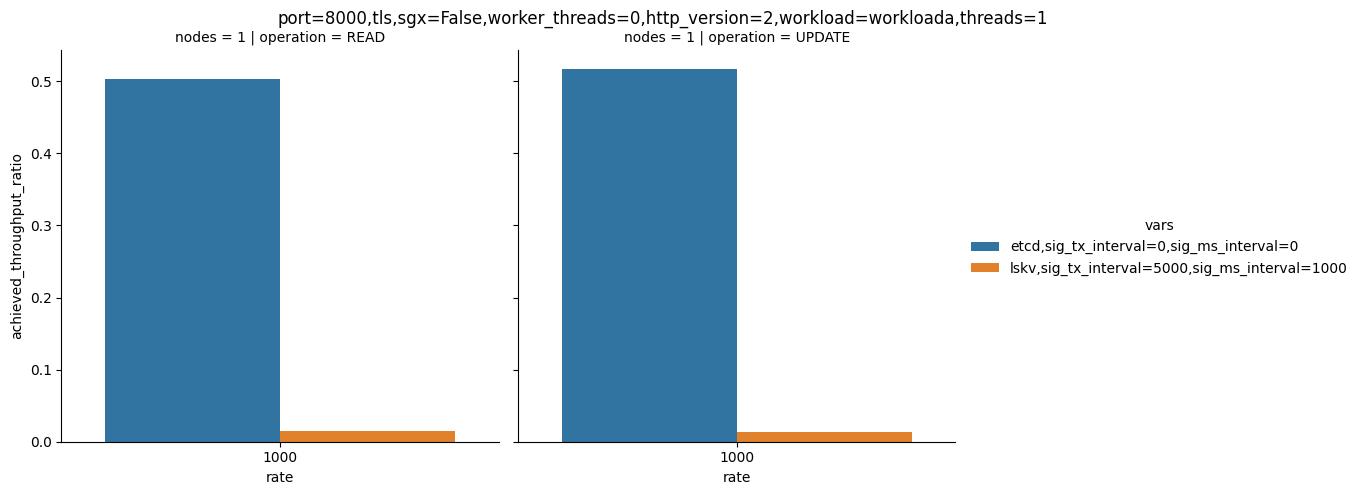 port=8000,tls,sgx=False,worker_threads=0,http_version=2,workload=workloada,threads=1
nodes = 1 | operation = READ
nodes = 1 | operation = UPDATE
achieved_throughput_ratio
0.5
0.4
0.3
0.2
0.1
0.0
1000
1000
rate
rate
vars
etcd,sig_tx_interval=0,sig_ms_interval=0
lskv,sig_tx_interval=5000,sig_ms_interval=1000